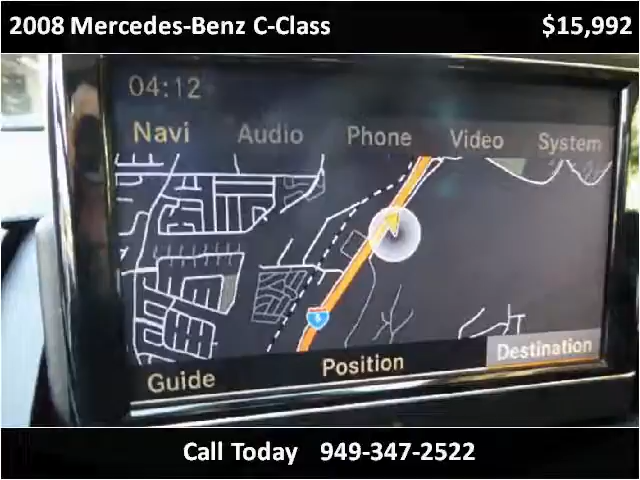 2008 Mercedes-Benz C-Class $15,992
04:12
Navi Audio Phone Video System
Guide Position Destination
Call Today 949-347-2522